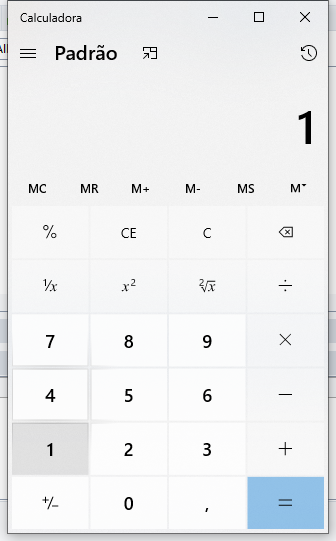 Calculadora
Padrão
1
MC MR M+ M- MS M˅
% CE C
¹/x x² ²√x ÷
7 8 9 ×
4 5 6 −
1 2 3 +
+/− 0 , =